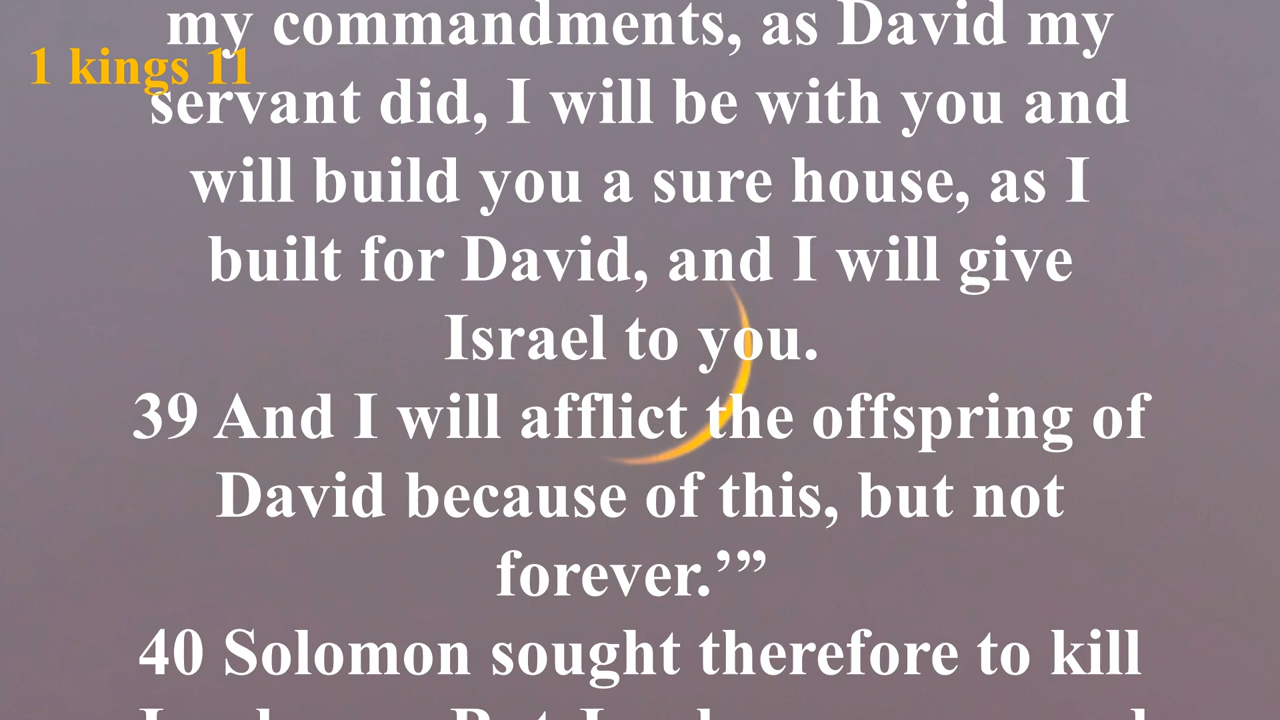 my commandments, as David my
1 kings 11
servant did, I will be with you and
will build you a sure house, as I
built for David, and I will give
Israel to you.
39 And I will afflict the offspring of
David because of this, but not
forever.’”
40 Solomon sought therefore to kill